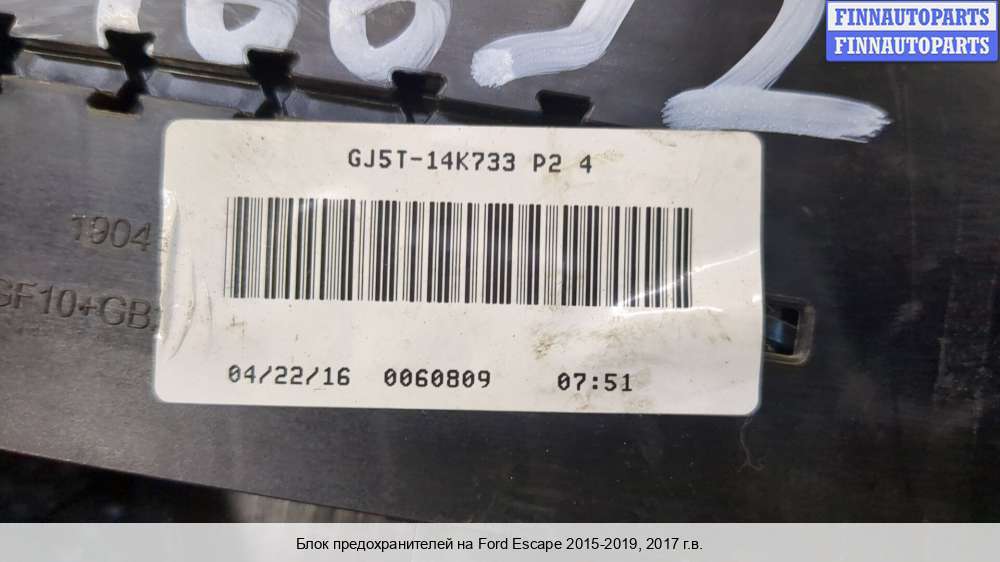 FINNAUTOPARTS
FINNAUTOPARTS
GJ5T-14K733 P2 4
1904
GF10+GB
04/22/16 0060809 07:51
Блок предохранителей на Ford Escape 2015-2019, 2017 г.в.